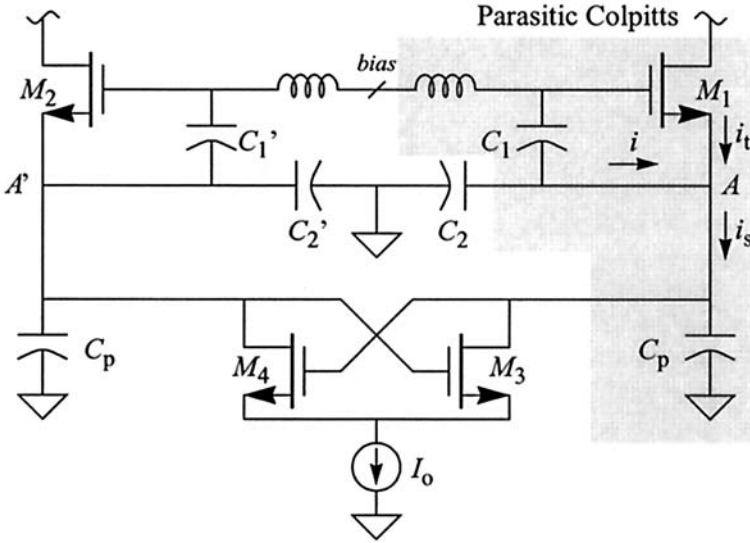 Parasitic Colpitts
bias
M2
M1
C1'
C1
i
it
A'
A
C2'
C2
is
Cp
M4
M3
Cp
Io